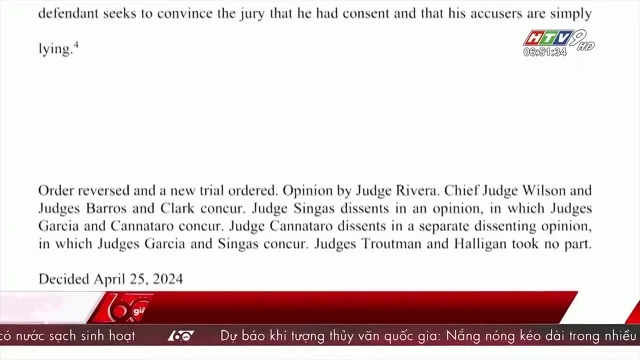 defendant seeks to convince the jury that he had consent and that his accusers are simply
lying.4
HTV9 HD
06:51:34
Order reversed and a new trial ordered. Opinion by Judge Rivera. Chief Judge Wilson and
Judges Barros and Clark concur. Judge Singas dissents in an opinion, in which Judges
Garcia and Cannataro concur. Judge Cannataro dissents in a separate dissenting opinion,
in which Judges Garcia and Singas concur. Judges Troutman and Halligan took no part.
Decided April 25, 2024
60 giây
có nước sạch sinh hoạt 60 Dự báo khí tượng thủy văn quốc gia: Nắng nóng kéo dài trong nhiều